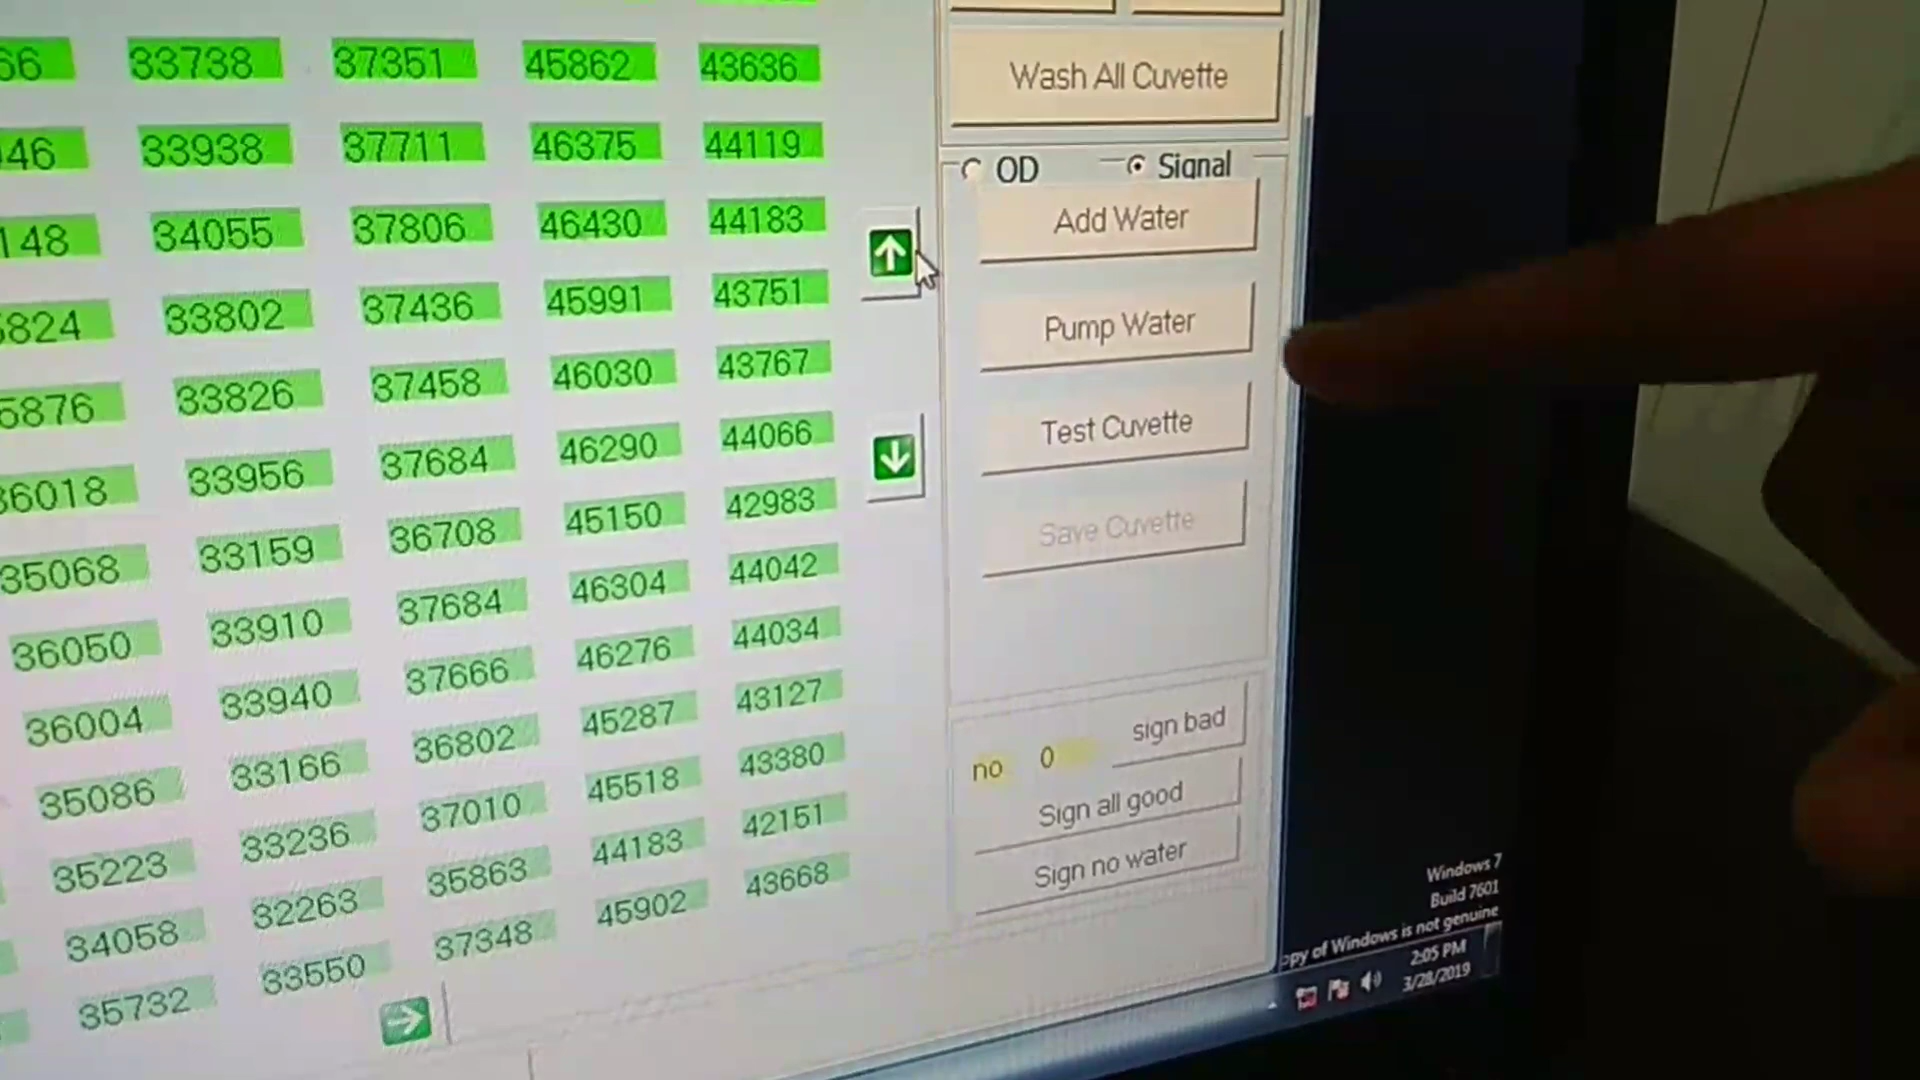 66 33738 37351 45862 43636
46 33938 37711 46375 44119
148 34055 37806 46430 44183
5824 33802 37436 45991 43751
5876 33826 37458 46030 43767
36018 33956 37684 46290 44066
35068 33159 36708 45150 42983
36050 33910 37684 46304 44042
36004 33940 37666 46276 44034
35086 33166 36802 45287 43127
35223 33236 37010 45518 43380
34058 32263 35863 44183 42151
35732 33550 37348 45902 43668
Wash All Cuvette
OD Signal
Add Water
Pump Water
Test Cuvette
Save Cuvette
no 0 sign bad
Sign all good
Sign no water
Windows 7
Build 7601
opy of Windows is not genuine
2:05 PM
3/28/2019